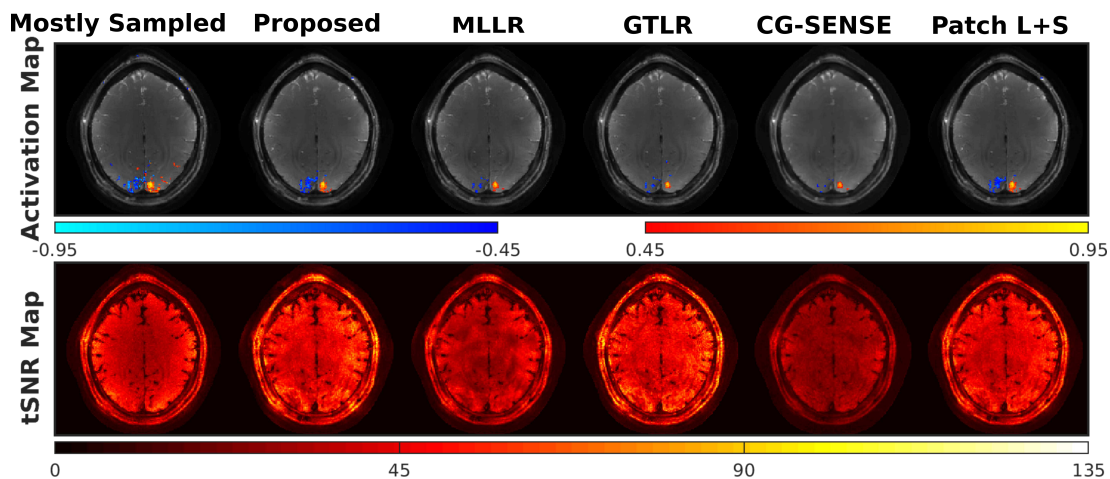 Mostly Sampled Proposed MLLR GTLR CG-SENSE Patch L+S
Activation Map
-0.95 -0.45 0.45 0.95
tSNR Map
0 45 90 135